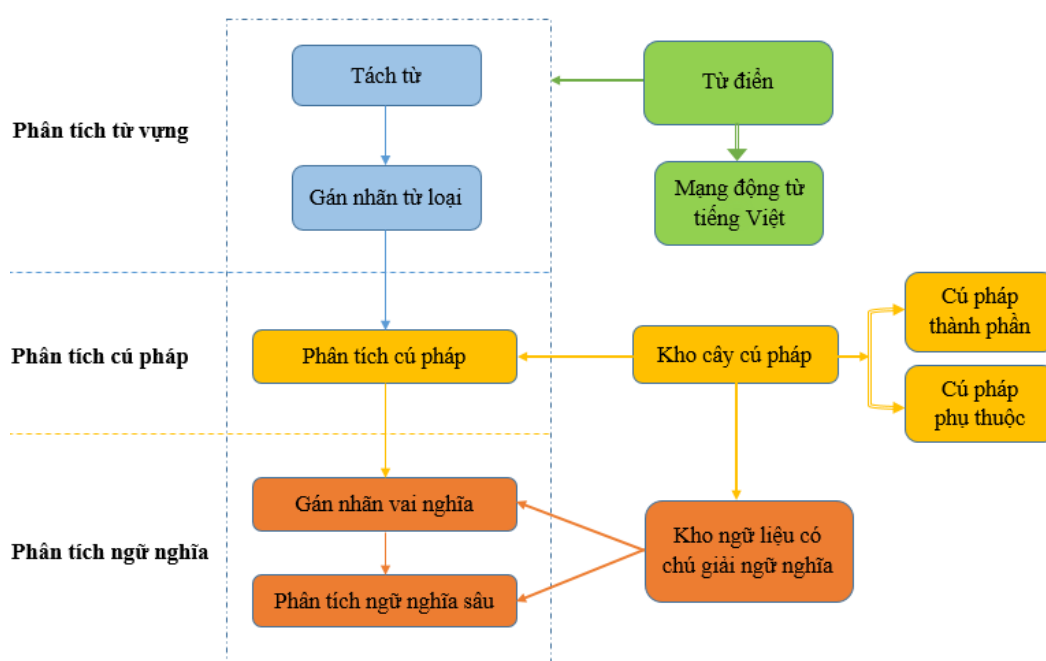 Tách từ
Từ điển
Phân tích từ vựng
Gán nhãn từ loại
Mạng động từ
tiếng Việt
Cú pháp
thành phần
Phân tích cú pháp
Phân tích cú pháp
Kho cây cú pháp
Cú pháp
phụ thuộc
Gán nhãn vai nghĩa
Phân tích ngữ nghĩa
Kho ngữ liệu có
chú giải ngữ nghĩa
Phân tích ngữ nghĩa sâu